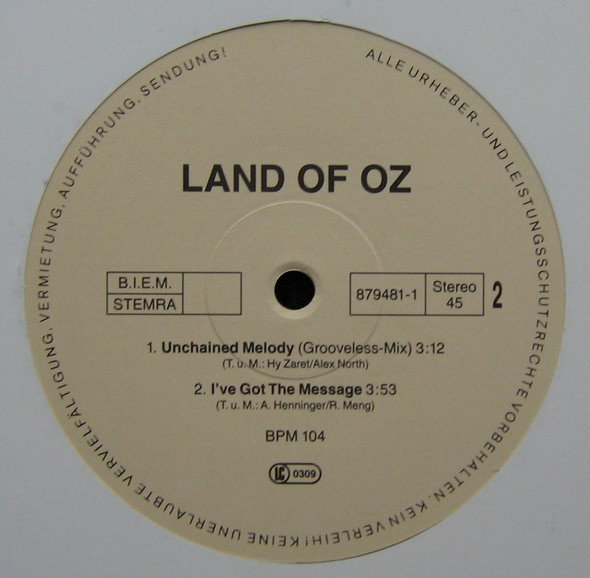 ALLE URHEBER- UND LEISTUNGSSCHUTZRECHTE VORBEHALTEN. KEIN VERLEIH! KEINE UNERLAUBTE VERVIELFÄLTIGUNG, VERMIETUNG, AUFFÜHRUNG, SENDUNG!
LAND OF OZ
B.I.E.M.
STEMRA
879481-1
Stereo
45
2
1. Unchained Melody (Grooveless-Mix) 3:12
(T. u. M.: Hy Zaret/Alex North)
2. I've Got The Message 3:53
(T. u. M.: A. Henninger/R. Meng)
BPM 104
LC 0309